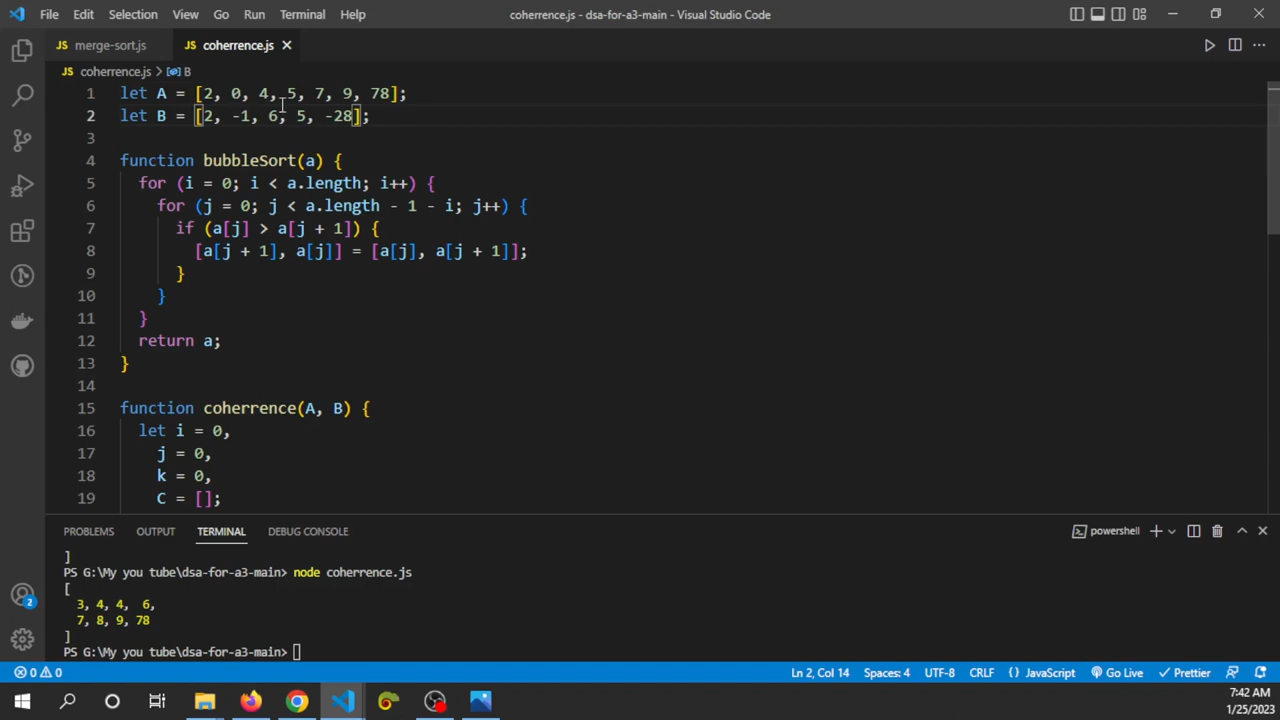 File Edit Selection View Go Run Terminal Help coherrence.js - dsa-for-a3-main - Visual Studio Code
JS merge-sort.js JS coherrence.js
JS coherrence.js > B
1 let A = [2, 0, 4, 5, 7, 9, 78];
2 let B = [2, -1, 6, 5, -28];
3
4 function bubbleSort(a) {
5 for (i = 0; i < a.length; i++) {
6 for (j = 0; j < a.length - 1 - i; j++) {
7 if (a[j] > a[j + 1]) {
8 [a[j + 1], a[j]] = [a[j], a[j + 1]];
9 }
10 }
11 }
12 return a;
13 }
14
15 function coherrence(A, B) {
16 let i = 0,
17 j = 0,
18 k = 0,
19 C = [];
PROBLEMS OUTPUT TERMINAL DEBUG CONSOLE powershell
]
PS G:\My you tube\dsa-for-a3-main> node coherrence.js
[
3, 4, 4, 6,
7, 8, 9, 78
]
PS G:\My you tube\dsa-for-a3-main>
2
0 0 Ln 2, Col 14 Spaces: 4 UTF-8 CRLF {} JavaScript Go Live Prettier
7:42 AM
1/25/2023